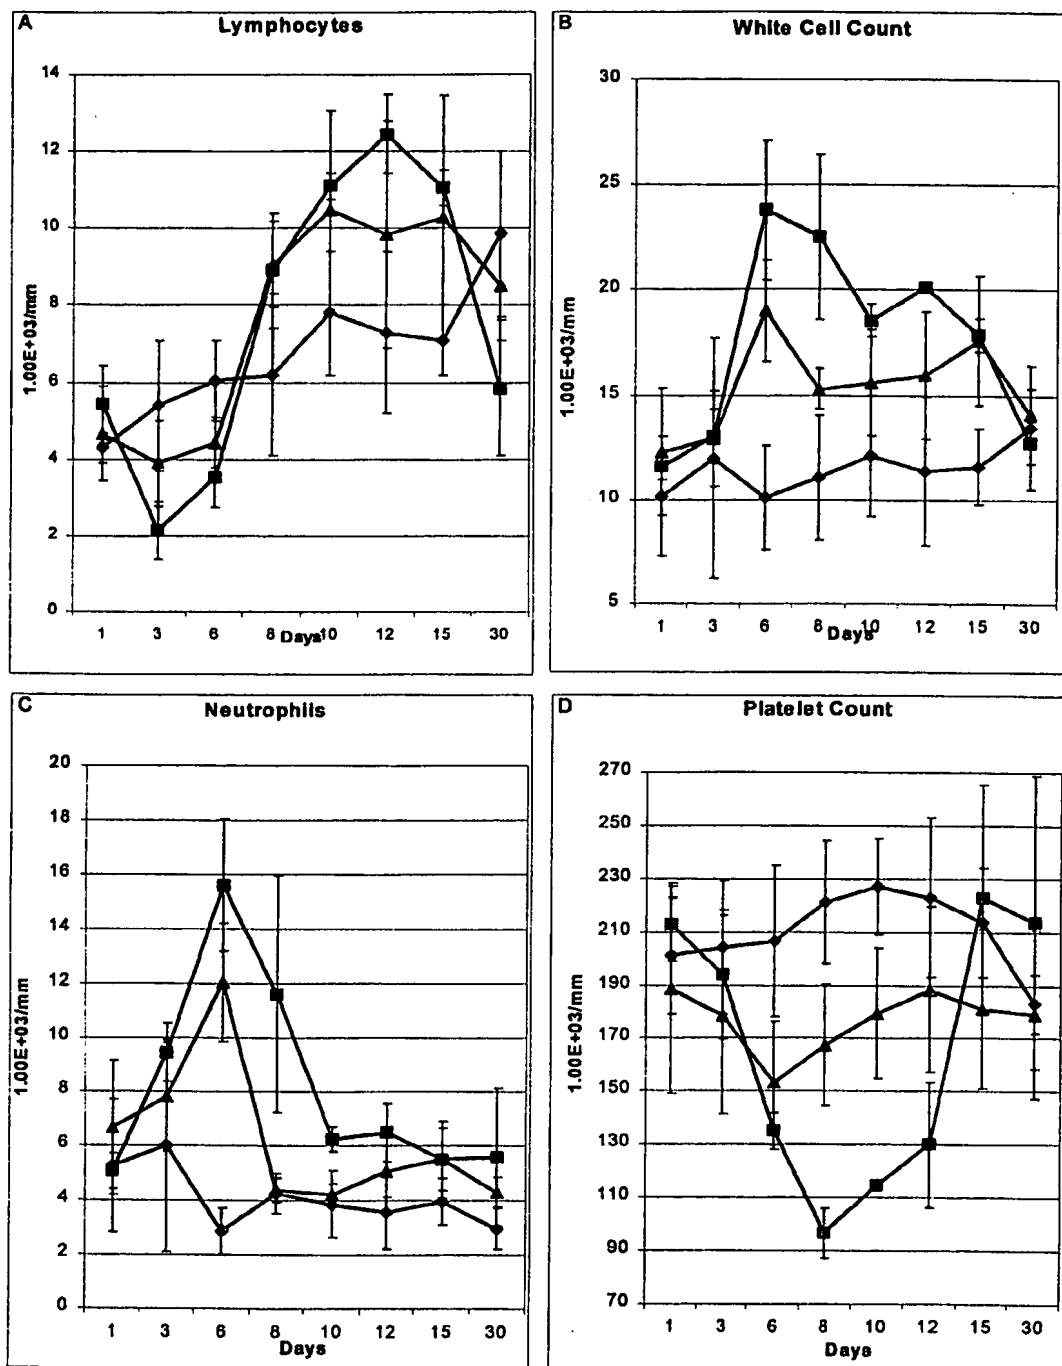 A
Lymphocytes
14
12
10
8
6
4
2
0
1.00E+03/mm
1 3 6 8 10 12 15 30
Days
B
White Cell Count
30
25
20
15
10
5
1.00E+03/mm
1 3 6 8 10 12 15 30
Days
C
Neutrophils
20
18
16
14
12
10
8
6
4
2
0
1.00E+03/mm
1 3 6 8 10 12 15 30
Days
D
Platelet Count
270
250
230
210
190
170
150
130
110
90
70
1.00E+03/mm
1 3 6 8 10 12 15 30
Days